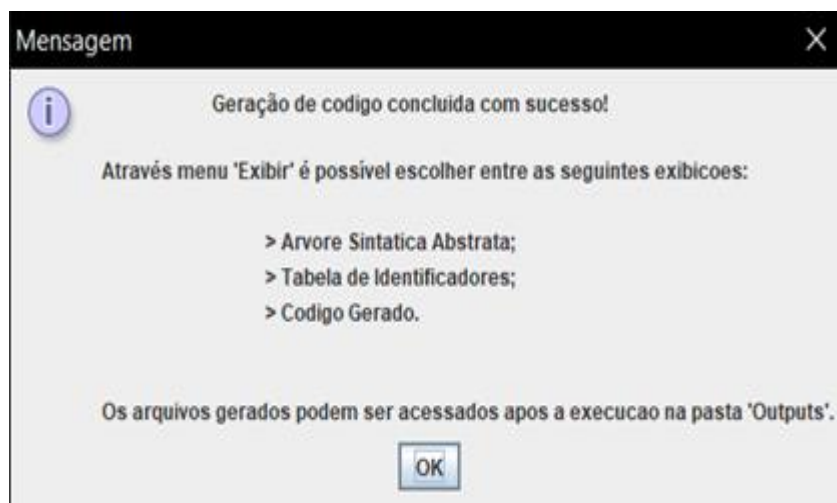 Mensagem
Geração de codigo concluida com sucesso!
Através menu 'Exibir' é possível escolher entre as seguintes exibicoes:
> Arvore Sintatica Abstrata;
> Tabela de Identificadores;
> Codigo Gerado.
Os arquivos gerados podem ser acessados apos a execucao na pasta 'Outputs'.
OK